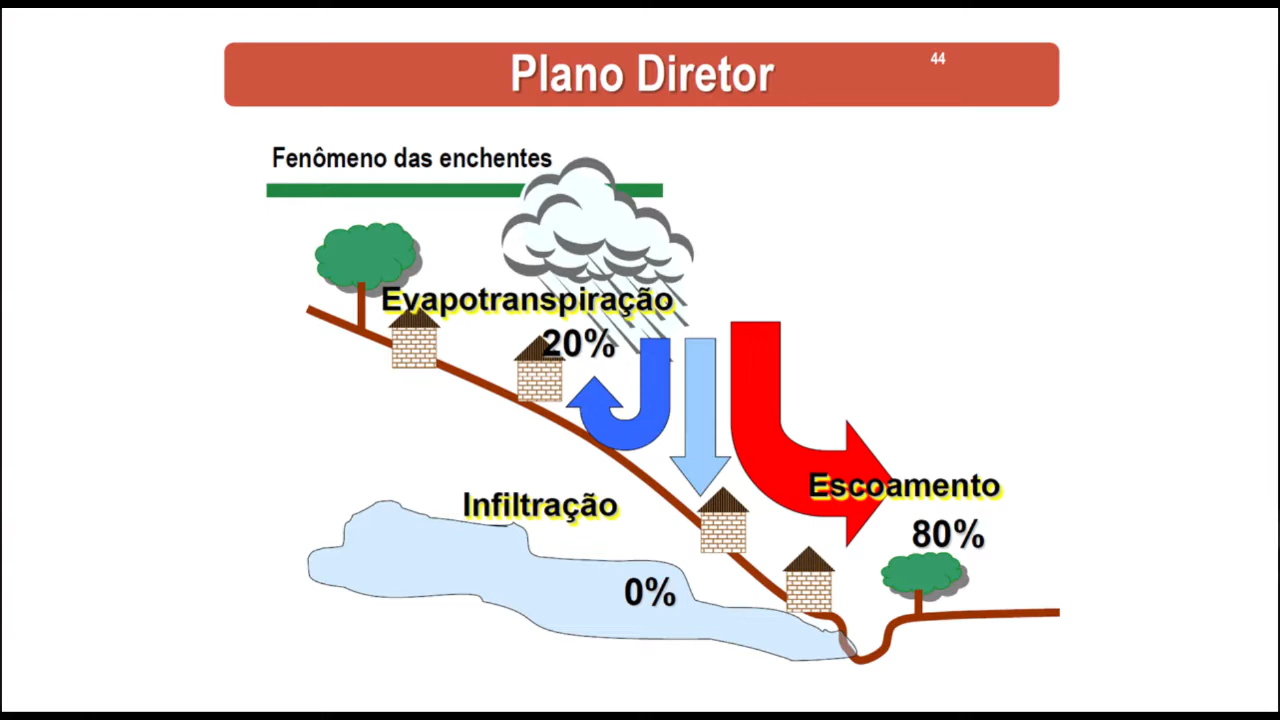 Plano Diretor
44
Fenômeno das enchentes
Evapotranspiração
20%
Infiltração
Escoamento
80%
0%